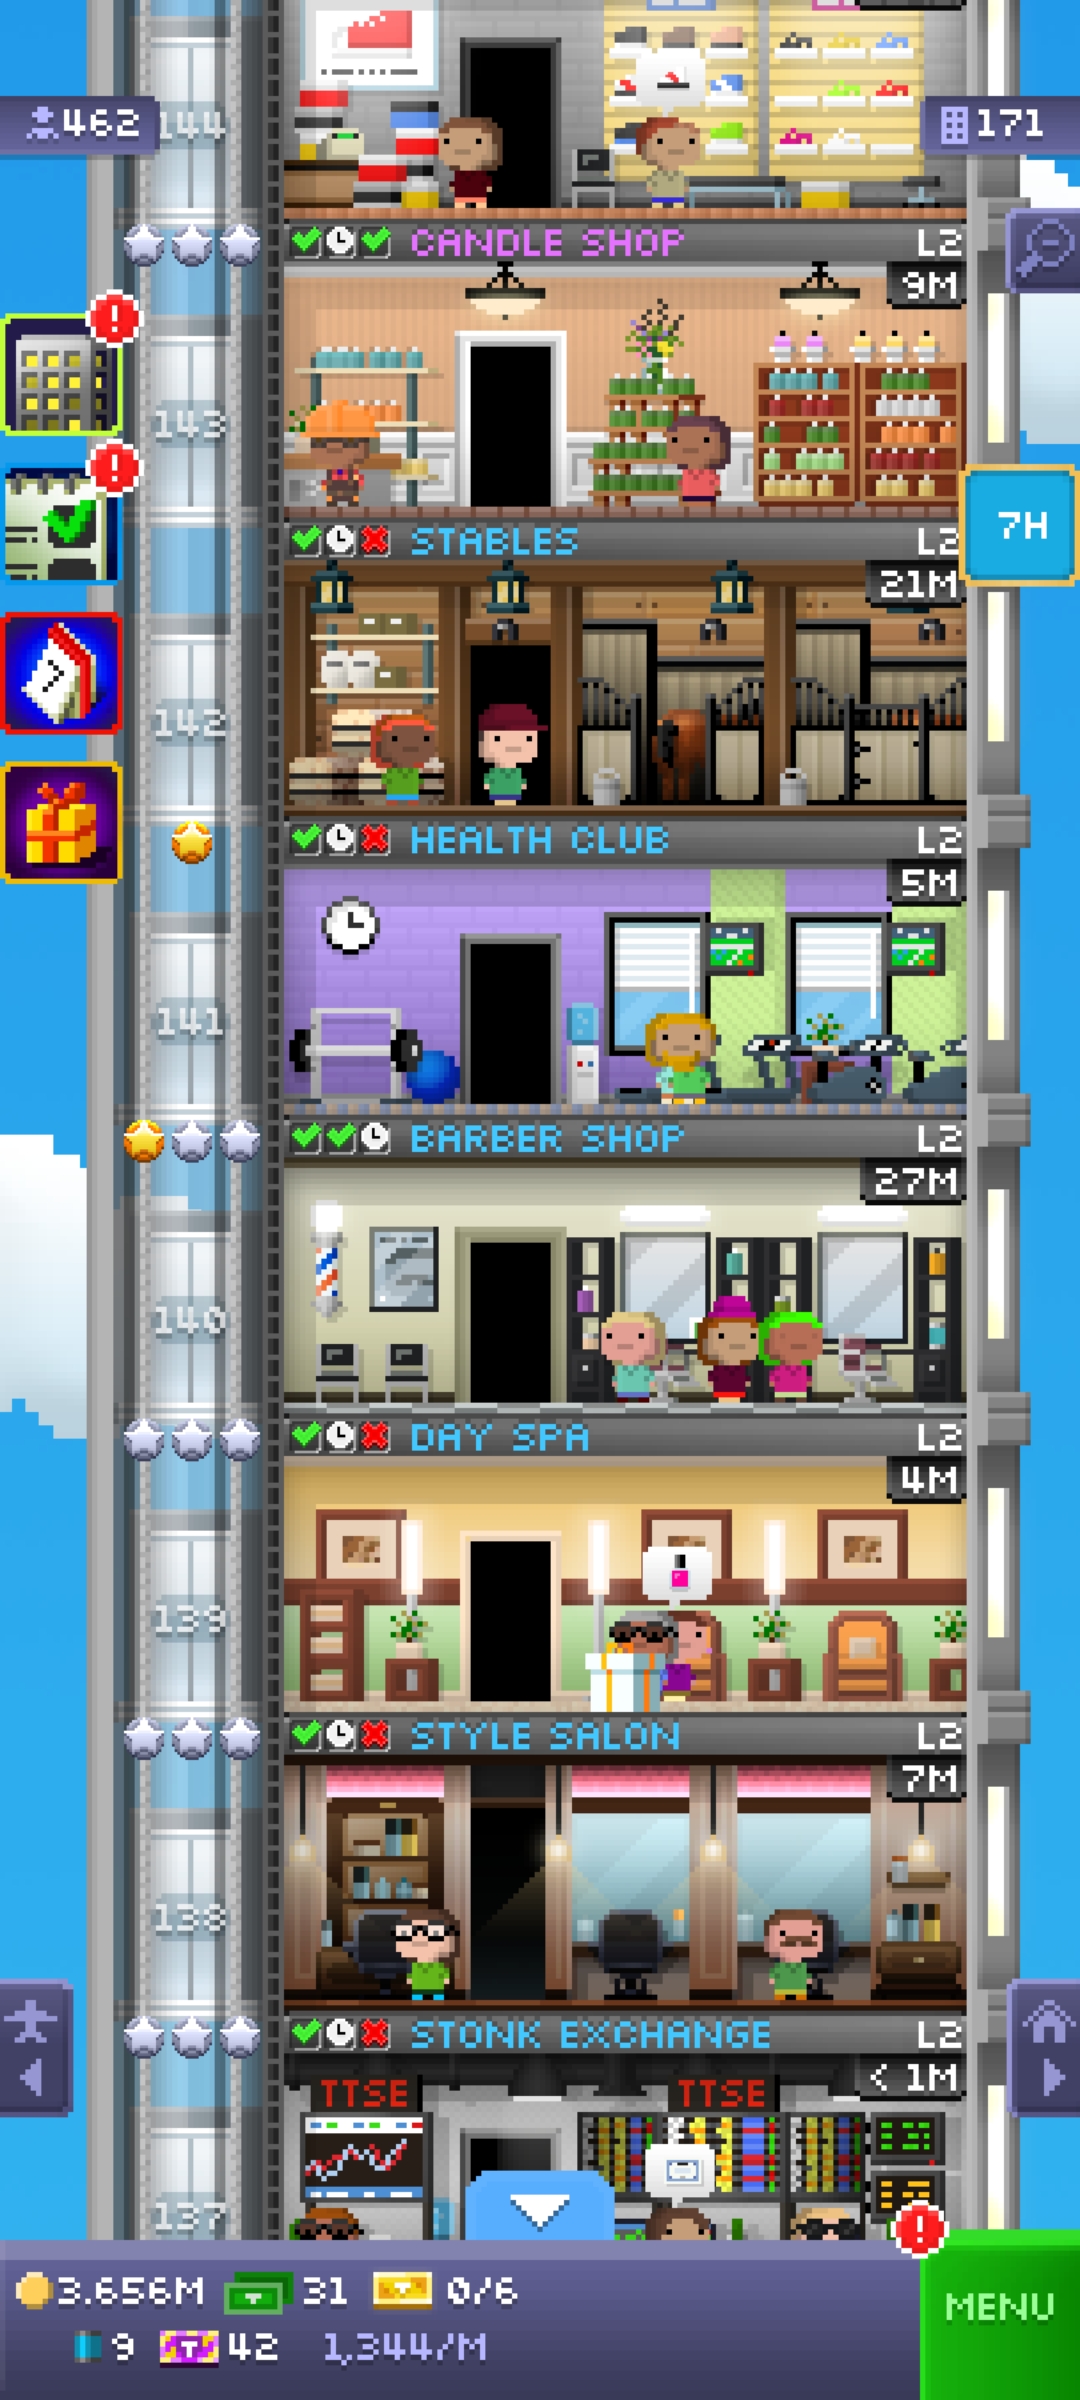 462
144
171
CANDLE SHOP L2
9M
143
7H
STABLES L2
21M
142
HEALTH CLUB L2
5M
141
BARBER SHOP L2
27M
140
DAY SPA L2
4M
139
STYLE SALON L2
7M
138
STONK EXCHANGE L2
< 1M
TTSE TTSE
137
3.656M 31 0/6
MENU
9 T 42 1,344/M